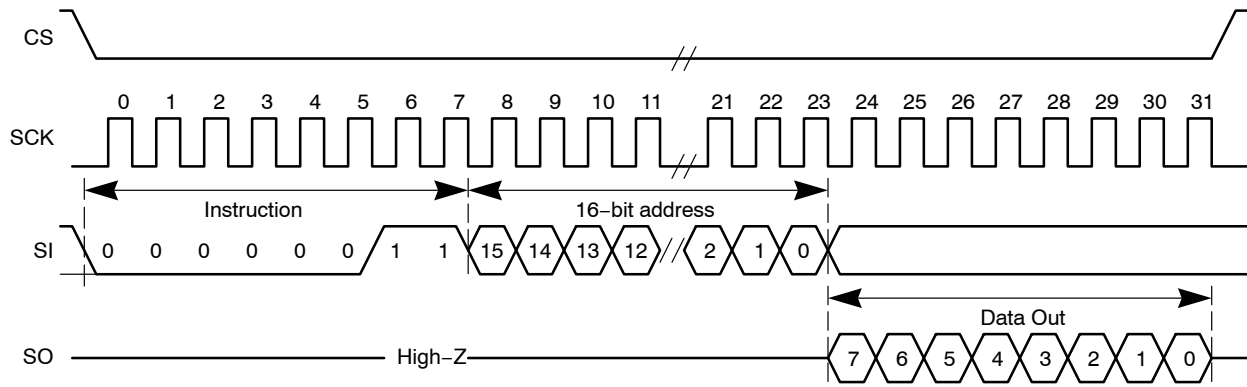 CS
0 1 2 3 4 5 6 7 8 9 10 11 21 22 23 24 25 26 27 28 29 30 31
SCK
Instruction 16−bit address
SI 0 0 0 0 0 0 1 1 15 14 13 12 2 1 0
Data Out
SO High−Z 7 6 5 4 3 2 1 0